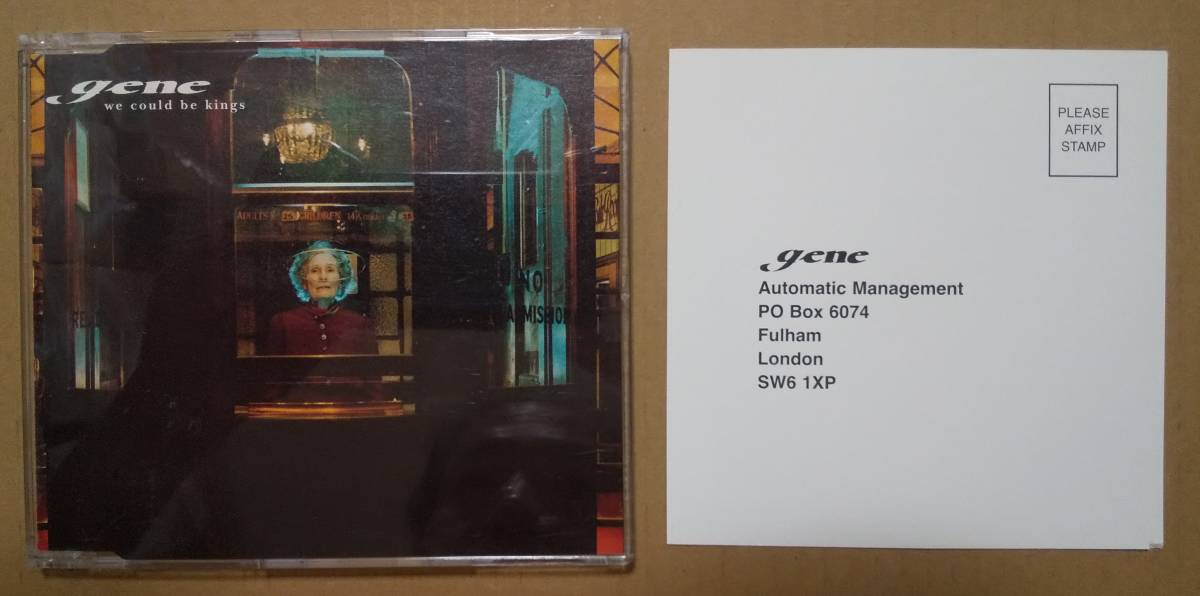 gene
we could be kings
ADULTS
CHILDREN
NO
ADMISSION
PLEASE
AFFIX
STAMP
gene
Automatic Management
PO Box 6074
Fulham
London
SW6 1XP